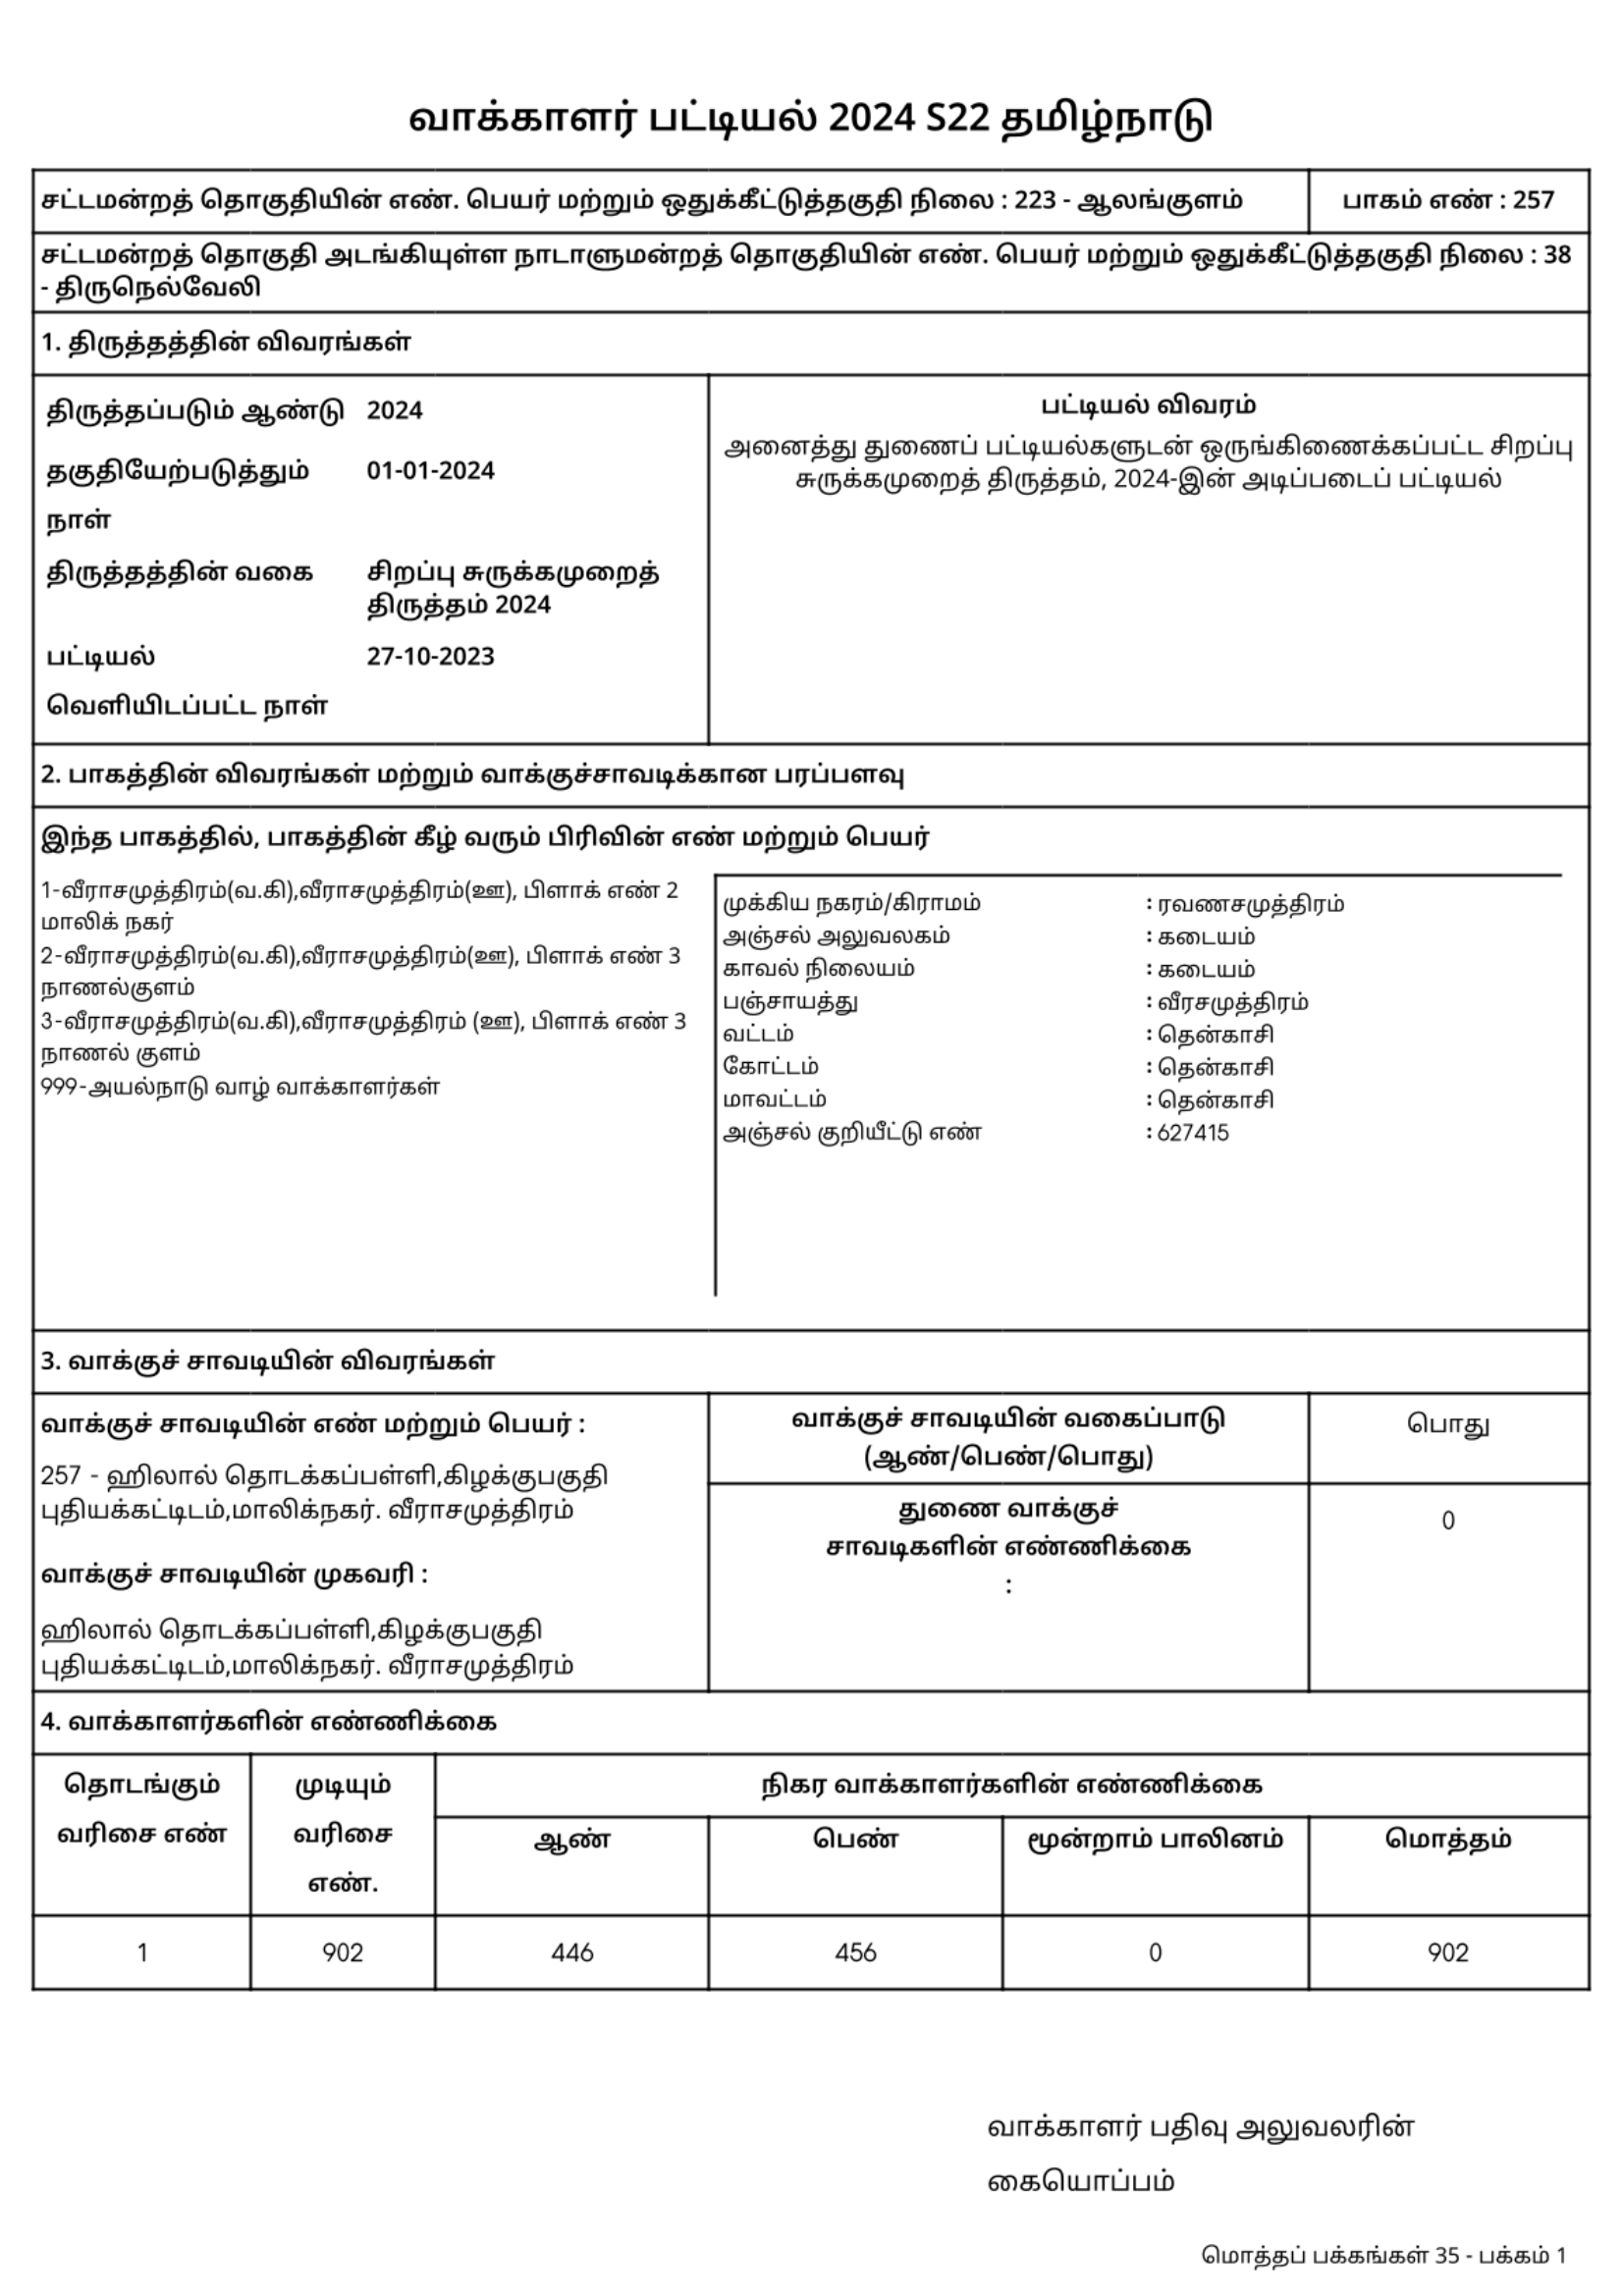 வாக்காளர் பட்டியல் 2024 S22 தமிழ்நாடு
சட்டமன்றத் தொகுதியின் எண். பெயர் மற்றும் ஒதுக்கீட்டுத்தகுதி நிலை : 223 - ஆலங்குளம்
பாகம் எண் : 257
சட்டமன்றத் தொகுதி அடங்கியுள்ள நாடாளுமன்றத் தொகுதியின் எண். பெயர் மற்றும் ஒதுக்கீட்டுத்தகுதி நிலை : 38
- திருநெல்வேலி
1. திருத்தத்தின் விவரங்கள்
திருத்தப்படும் ஆண்டு 2024
தகுதியேற்படுத்தும் 01-01-2024
நாள்
திருத்தத்தின் வகை சிறப்பு சுருக்கமுறைத்
திருத்தம் 2024
பட்டியல் 27-10-2023
வெளியிடப்பட்ட நாள்
பட்டியல் விவரம்
அனைத்து துணைப் பட்டியல்களுடன் ஒருங்கிணைக்கப்பட்ட சிறப்பு
சுருக்கமுறைத் திருத்தம், 2024-இன் அடிப்படைப் பட்டியல்
2. பாகத்தின் விவரங்கள் மற்றும் வாக்குச்சாவடிக்கான பரப்பளவு
இந்த பாகத்தில், பாகத்தின் கீழ் வரும் பிரிவின் எண் மற்றும் பெயர்
1-வீராசமுத்திரம்(வ.கி),வீராசமுத்திரம்(ஊ), பிளாக் எண் 2
மாலிக் நகர்
2-வீராசமுத்திரம்(வ.கி),வீராசமுத்திரம்(ஊ), பிளாக் எண் 3
நாணல்குளம்
3-வீராசமுத்திரம்(வ.கி),வீராசமுத்திரம் (ஊ), பிளாக் எண் 3
நாணல் குளம்
999-அயல்நாடு வாழ் வாக்காளர்கள்
முக்கிய நகரம்/கிராமம் : ரவணசமுத்திரம்
அஞ்சல் அலுவலகம் : கடையம்
காவல் நிலையம் : கடையம்
பஞ்சாயத்து : வீரசமுத்திரம்
வட்டம் : தென்காசி
கோட்டம் : தென்காசி
மாவட்டம் : தென்காசி
அஞ்சல் குறியீட்டு எண் : 627415
3. வாக்குச் சாவடியின் விவரங்கள்
வாக்குச் சாவடியின் எண் மற்றும் பெயர் :
257 - ஹிலால் தொடக்கப்பள்ளி,கிழக்குபகுதி
புதியக்கட்டிடம்,மாலிக்நகர். வீராசமுத்திரம்
வாக்குச் சாவடியின் முகவரி :
ஹிலால் தொடக்கப்பள்ளி,கிழக்குபகுதி
புதியக்கட்டிடம்,மாலிக்நகர். வீராசமுத்திரம்
வாக்குச் சாவடியின் வகைப்பாடு
(ஆண்/பெண்/பொது)
பொது
துணை வாக்குச்
சாவடிகளின் எண்ணிக்கை
:
0
4. வாக்காளர்களின் எண்ணிக்கை
தொடங்கும்
வரிசை எண்
முடியும்
வரிசை
எண்.
நிகர வாக்காளர்களின் எண்ணிக்கை
ஆண் பெண் மூன்றாம் பாலினம் மொத்தம்
1 902 446 456 0 902
வாக்காளர் பதிவு அலுவலரின்
கையொப்பம்
மொத்தப் பக்கங்கள் 35 - பக்கம் 1